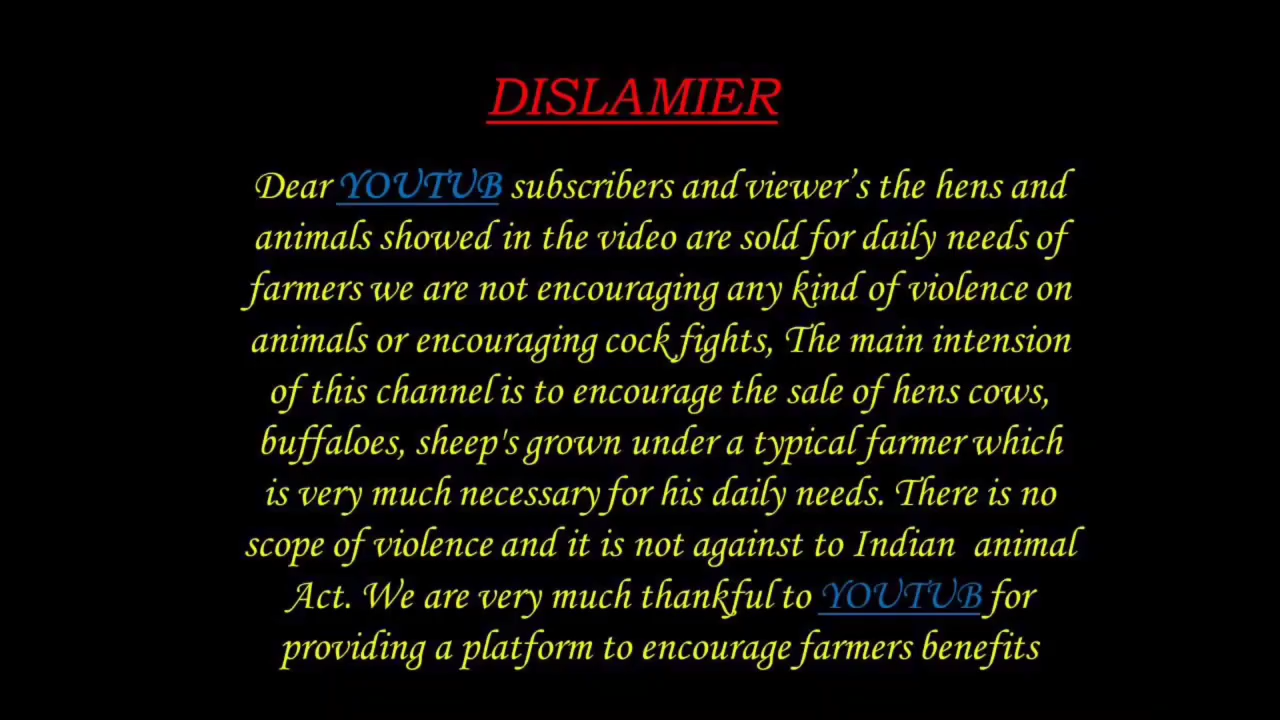 DISLAMIER
Dear YOUTUB subscribers and viewer’s the hens and
animals showed in the video are sold for daily needs of
farmers we are not encouraging any kind of violence on
animals or encouraging cock fights, The main intension
of this channel is to encourage the sale of hens cows,
buffaloes, sheep's grown under a typical farmer which
is very much necessary for his daily needs. There is no
scope of violence and it is not against to Indian animal
Act. We are very much thankful to YOUTUB for
providing a platform to encourage farmers benefits